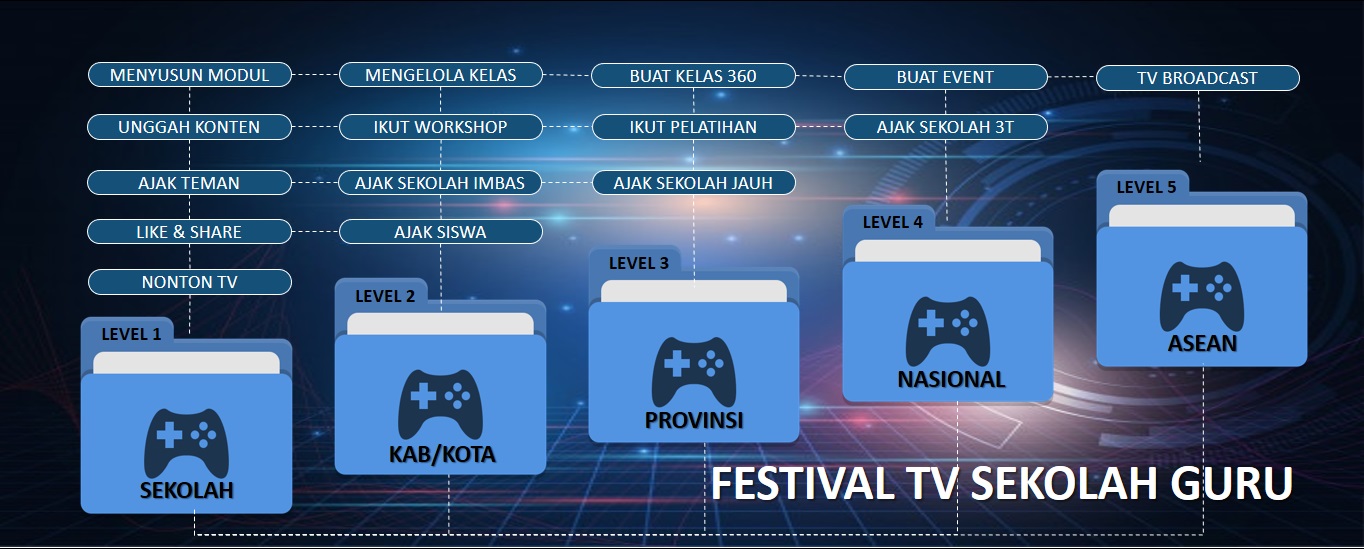 MENYUSUN MODUL
MENGELOLA KELAS
BUAT KELAS 360
BUAT EVENT
TV BROADCAST
UNGGAH KONTEN
IKUT WORKSHOP
IKUT PELATIHAN
AJAK SEKOLAH 3T
AJAK TEMAN
AJAK SEKOLAH IMBAS
AJAK SEKOLAH JAUH
LIKE & SHARE
AJAK SISWA
NONTON TV
LEVEL 1
SEKOLAH
LEVEL 2
KAB/KOTA
LEVEL 3
PROVINSI
LEVEL 4
NASIONAL
LEVEL 5
ASEAN
FESTIVAL TV SEKOLAH GURU